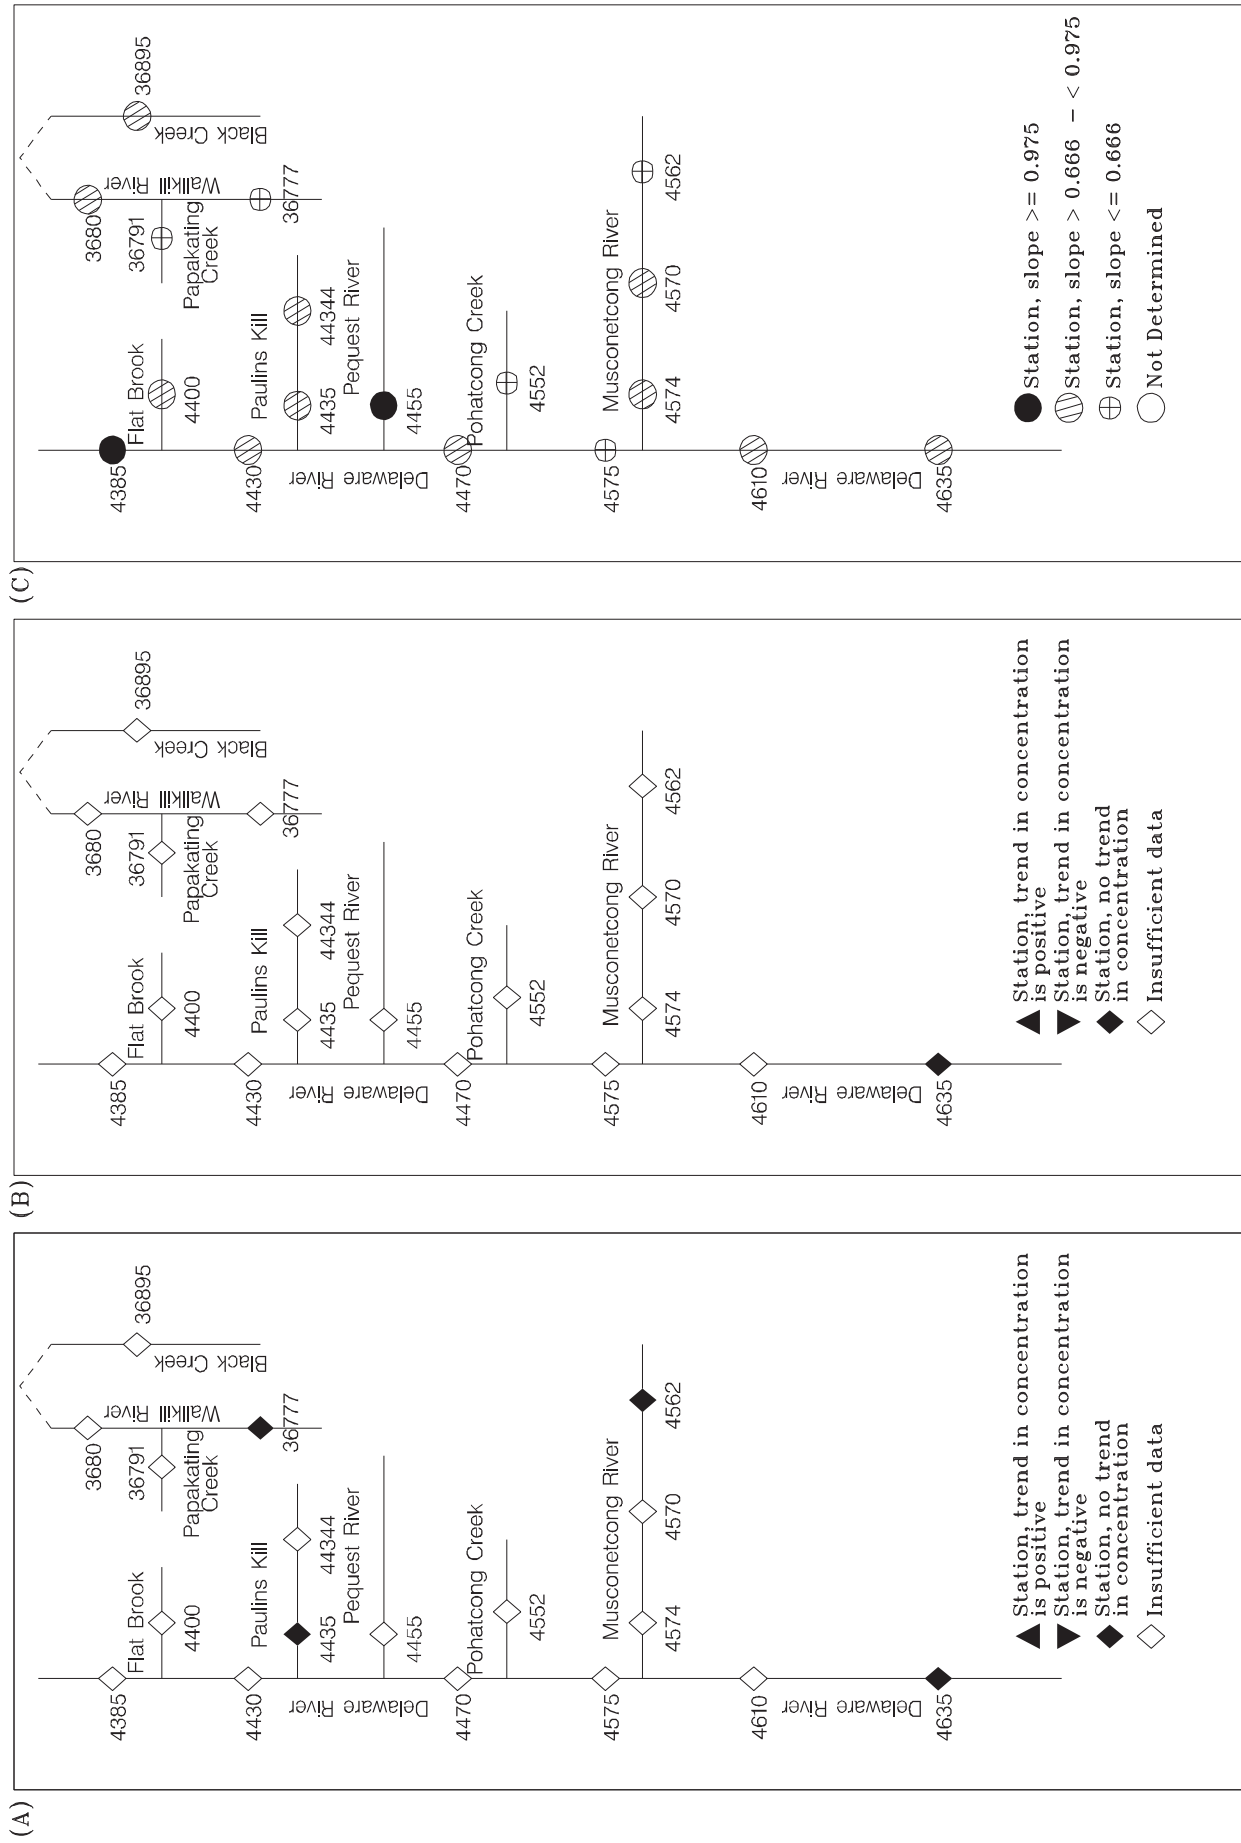 (A)
4385
Flat Brook
4400
3680
36791
Papakating
Creek
River
Wallkill
36777
36895
Black Creek
4430
Paulins Kill
4435
44344
River
Delaware
Pequest River
4455
4470
Pohatcong Creek
4552
4575
Musconetcong River
4574
4570
4562
4610
River
Delaware
4635
Station, trend in concentration
is positive
Station, trend in concentration
is negative
Station, no trend
in concentration
Insufficient data
(B)
4385
Flat Brook
4400
3680
36791
Papakating
Creek
River
Wallkill
36777
36895
Black Creek
4430
Paulins Kill
4435
44344
River
Delaware
Pequest River
4455
4470
Pohatcong Creek
4552
4575
Musconetcong River
4574
4570
4562
4610
River
Delaware
4635
Station, trend in concentration
is positive
Station, trend in concentration
is negative
Station, no trend
in concentration
Insufficient data
(C)
4385
Flat Brook
4400
3680
36791
Papakating
Creek
River
Wallkill
36777
36895
Black Creek
4430
Paulins Kill
4435
44344
River
Delaware
Pequest River
4455
4470
Pohatcong Creek
4552
4575
Musconetcong River
4574
4570
4562
4610
River
Delaware
4635
Station, slope >= 0.975
Station, slope > 0.666 - < 0.975
Station, slope <= 0.666
Not Determined